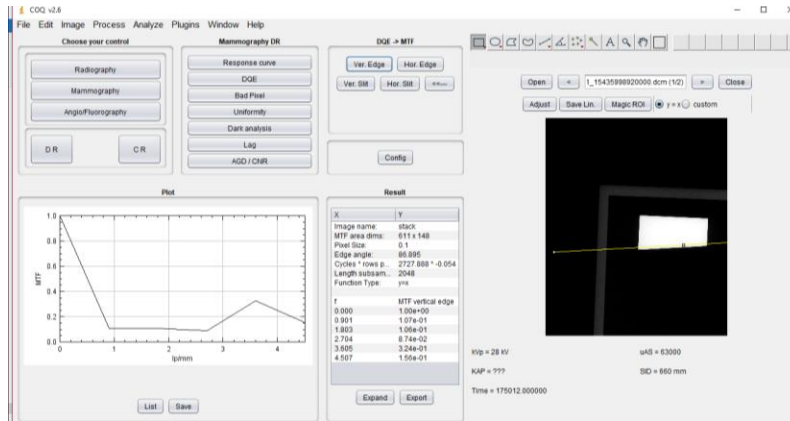 COQ v2.6
File Edit Image Process Analyze Plugins Window Help
Choose your control
Radiography
Mammography
Angio/Fluorography
DR CR
Mammography DR
Response curve
DQE
Bad Pixel
Uniformity
Dark analysis
Lag
AGD / CNR
DQE -> MTF
Ver. Edge Hor. Edge
Ver. Slit Hor. Slit <<---
Config
Open < 1_15435998920000.dcm (1/2) > Close
Adjust Save Lin. Magic ROI y = x custom
Plot
1.0
0.8
0.6
0.4
0.2
0.0
MTF
0 1 2 3 4
lp/mm
List Save
Result
X Y
Image name: stack
MTF area dims: 611 x 148
Pixel Size: 0.1
Edge angle: 86.895
Cycles * rows p... 2727.888 * -0.054
Length subsam... 2048
Function Type: y=x
f MTF vertical edge
0.000 1.00e+00
0.901 1.07e-01
1.803 1.06e-01
2.704 8.74e-02
3.605 3.24e-01
4.507 1.56e-01
Expand Export
kVp = 28 kV uAS = 63000
KAP = ??? SID = 660 mm
Time = 175012.000000